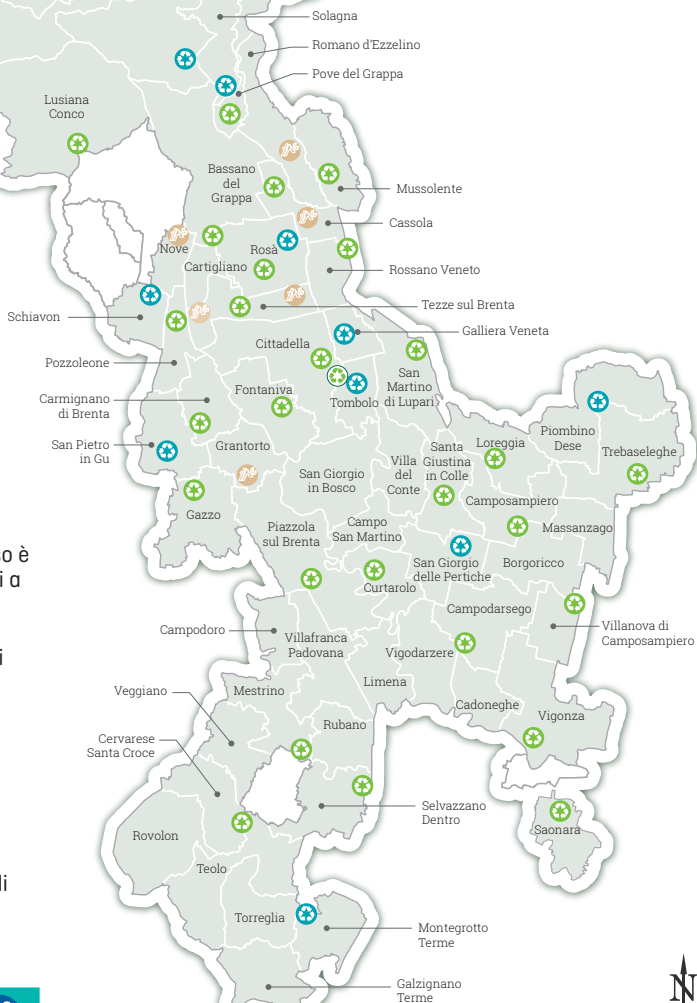 Solagna
Romano d'Ezzelino
Pove del Grappa
Lusiana
Conco
Bassano
del
Grappa
Mussolente
Cassola
Nove
Rosà
Cartigliano
Rossano Veneto
Tezze sul Brenta
Schiavon
Galliera Veneta
Cittadella
Pozzoleone
San
Martino
di Lupari
Fontaniva
Tombolo
Carmignano
di Brenta
San Pietro
in Gu
Grantorto
Piombino
Dese
Loreggia
Santa
Giustina
in Colle
Trebaseleghe
Villa
del
Conte
San Giorgio
in Bosco
Camposampiero
Gazzo
Campo
San Martino
Piazzola
sul Brenta
Massanzago
so è
i a
San Giorgio
delle Pertiche
Borgoricco
Curtarolo
Campodarsego
Campodoro
Villanova di
Camposampiero
Villafranca
Padovana
Vigodarzere
i
Limena
Veggiano
Mestrino
Cadoneghe
Vigonza
Rubano
Cervarese
Santa Croce
Selvazzano
Dentro
Saonara
Rovolon
Teolo
li
Torreglia
Montegrotto
Terme
Galzignano
Terme
N